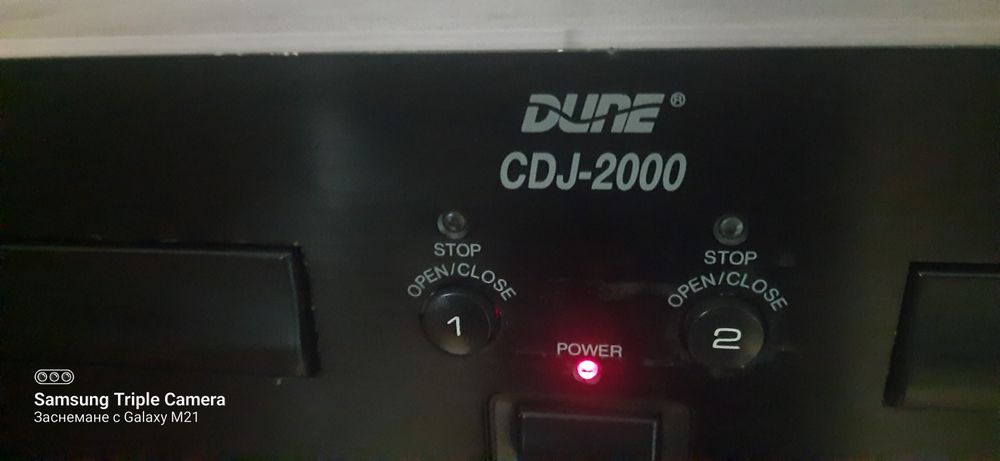 DUNE®
CDJ-2000
STOP
OPEN/CLOSE
1
STOP
OPEN/CLOSE
2
POWER
Samsung Triple Camera
Заснемане с Galaxy M21